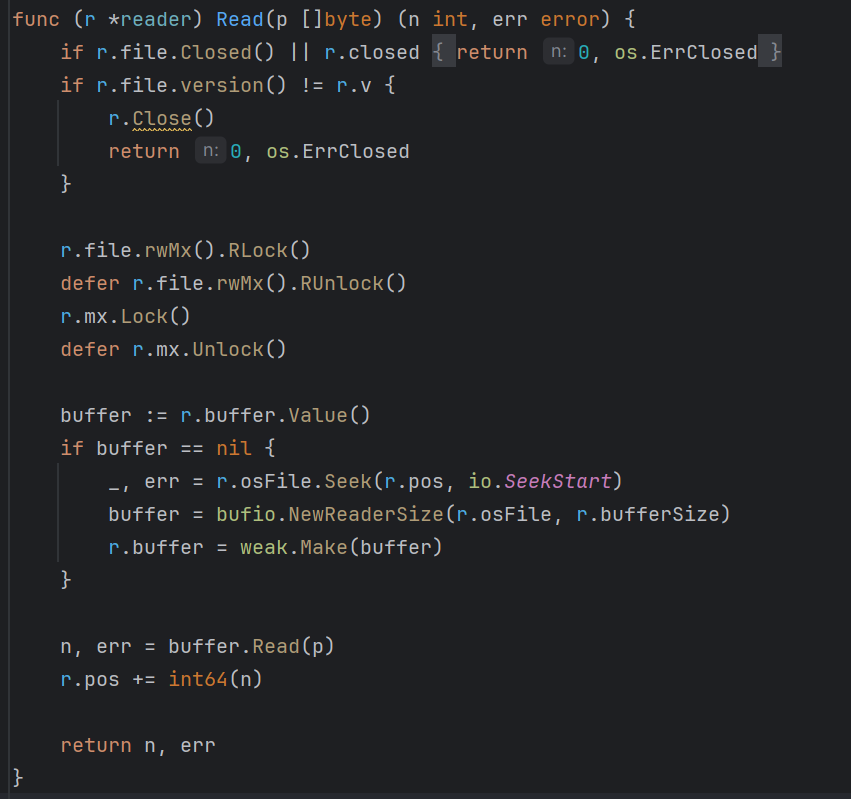 func (r *reader) Read(p []byte) (n int, err error) {
    if r.file.Closed() || r.closed { return n: 0, os.ErrClosed }
    if r.file.version() != r.v {
        r.Close()
        return n: 0, os.ErrClosed
    }

    r.file.rwMx().RLock()
    defer r.file.rwMx().RUnlock()
    r.mx.Lock()
    defer r.mx.Unlock()

    buffer := r.buffer.Value()
    if buffer == nil {
        _, err = r.osFile.Seek(r.pos, io.SeekStart)
        buffer = bufio.NewReaderSize(r.osFile, r.bufferSize)
        r.buffer = weak.Make(buffer)
    }

    n, err = buffer.Read(p)
    r.pos += int64(n)

    return n, err
}